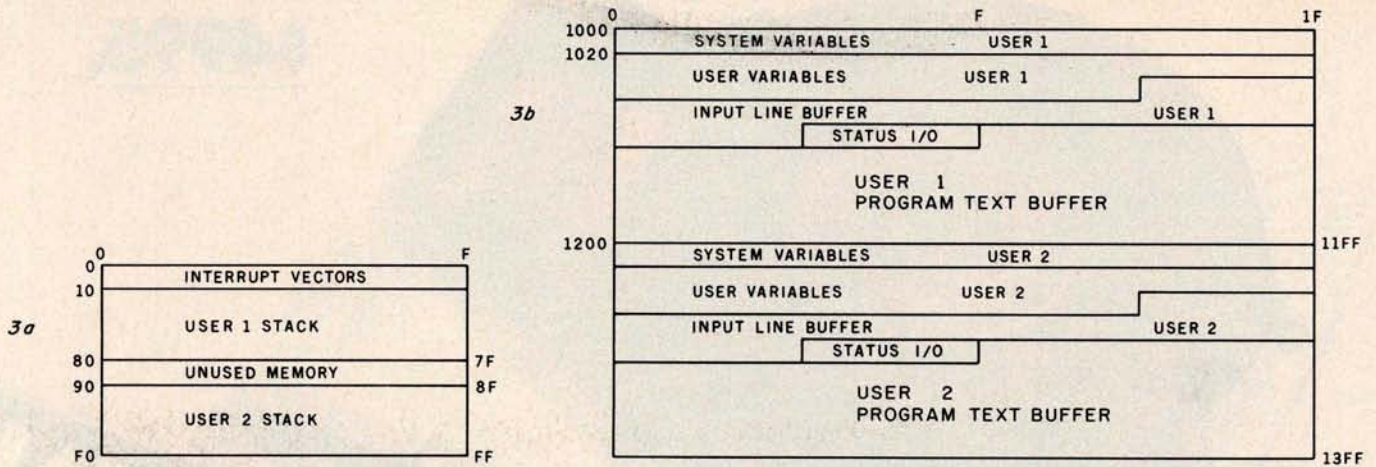 3a
0 F
0
INTERRUPT VECTORS
10
USER 1 STACK
80 7F
UNUSED MEMORY
90 8F
USER 2 STACK
F0 FF
3b
0 F 1F
1000
SYSTEM VARIABLES USER 1
1020
USER VARIABLES USER 1
INPUT LINE BUFFER USER 1
STATUS I/O
USER 1
PROGRAM TEXT BUFFER
1200 11FF
SYSTEM VARIABLES USER 2
USER VARIABLES USER 2
INPUT LINE BUFFER USER 2
STATUS I/O
USER 2
PROGRAM TEXT BUFFER
13FF